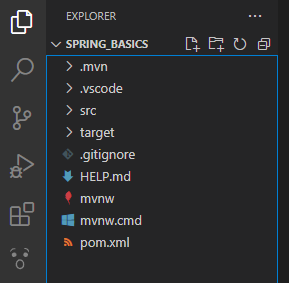 EXPLORER
SPRING_BASICS
.mvn
.vscode
src
target
.gitignore
HELP.md
mvnw
mvnw.cmd
pom.xml